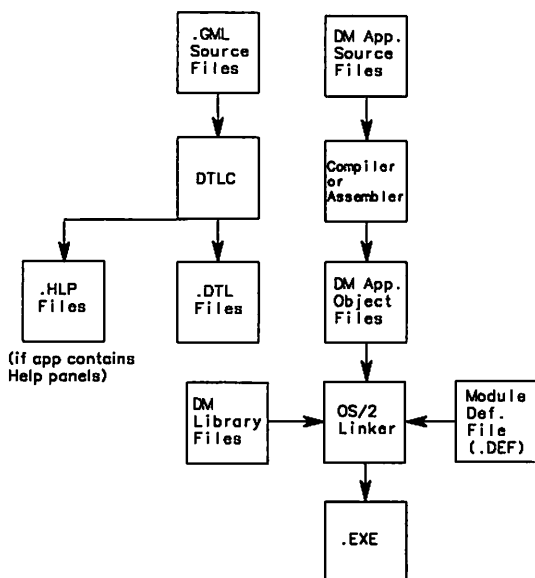 .GML
Source
Files
DM App.
Source
Files
DTLC
Compiler
or
Assembler
.HLP
Files
.DTL
Files
DM App.
Object
Files
(if app contains
Help panels)
DM
Library
Files
OS/2
Linker
Module
Def.
File
(.DEF)
.EXE